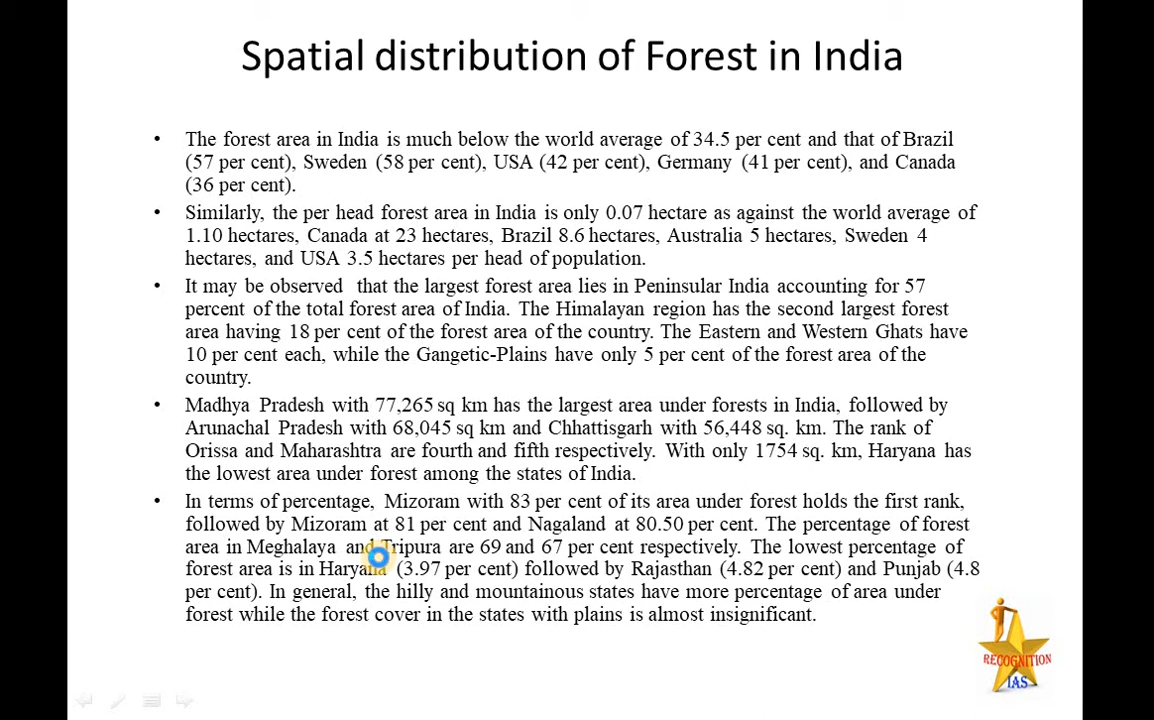 Spatial distribution of Forest in India
• The forest area in India is much below the world average of 34.5 per cent and that of Brazil
(57 per cent), Sweden (58 per cent), USA (42 per cent), Germany (41 per cent), and Canada
(36 per cent).
• Similarly, the per head forest area in India is only 0.07 hectare as against the world average of
1.10 hectares, Canada at 23 hectares, Brazil 8.6 hectares, Australia 5 hectares, Sweden 4
hectares, and USA 3.5 hectares per head of population.
• It may be observed that the largest forest area lies in Peninsular India accounting for 57
percent of the total forest area of India. The Himalayan region has the second largest forest
area having 18 per cent of the forest area of the country. The Eastern and Western Ghats have
10 per cent each, while the Gangetic-Plains have only 5 per cent of the forest area of the
country.
• Madhya Pradesh with 77,265 sq km has the largest area under forests in India, followed by
Arunachal Pradesh with 68,045 sq km and Chhattisgarh with 56,448 sq. km. The rank of
Orissa and Maharashtra are fourth and fifth respectively. With only 1754 sq. km, Haryana has
the lowest area under forest among the states of India.
• In terms of percentage, Mizoram with 83 per cent of its area under forest holds the first rank,
followed by Mizoram at 81 per cent and Nagaland at 80.50 per cent. The percentage of forest
area in Meghalaya and Tripura are 69 and 67 per cent respectively. The lowest percentage of
forest area is in Haryana (3.97 per cent) followed by Rajasthan (4.82 per cent) and Punjab (4.8
per cent). In general, the hilly and mountainous states have more percentage of area under
forest while the forest cover in the states with plains is almost insignificant.
RECOGNITION
IAS